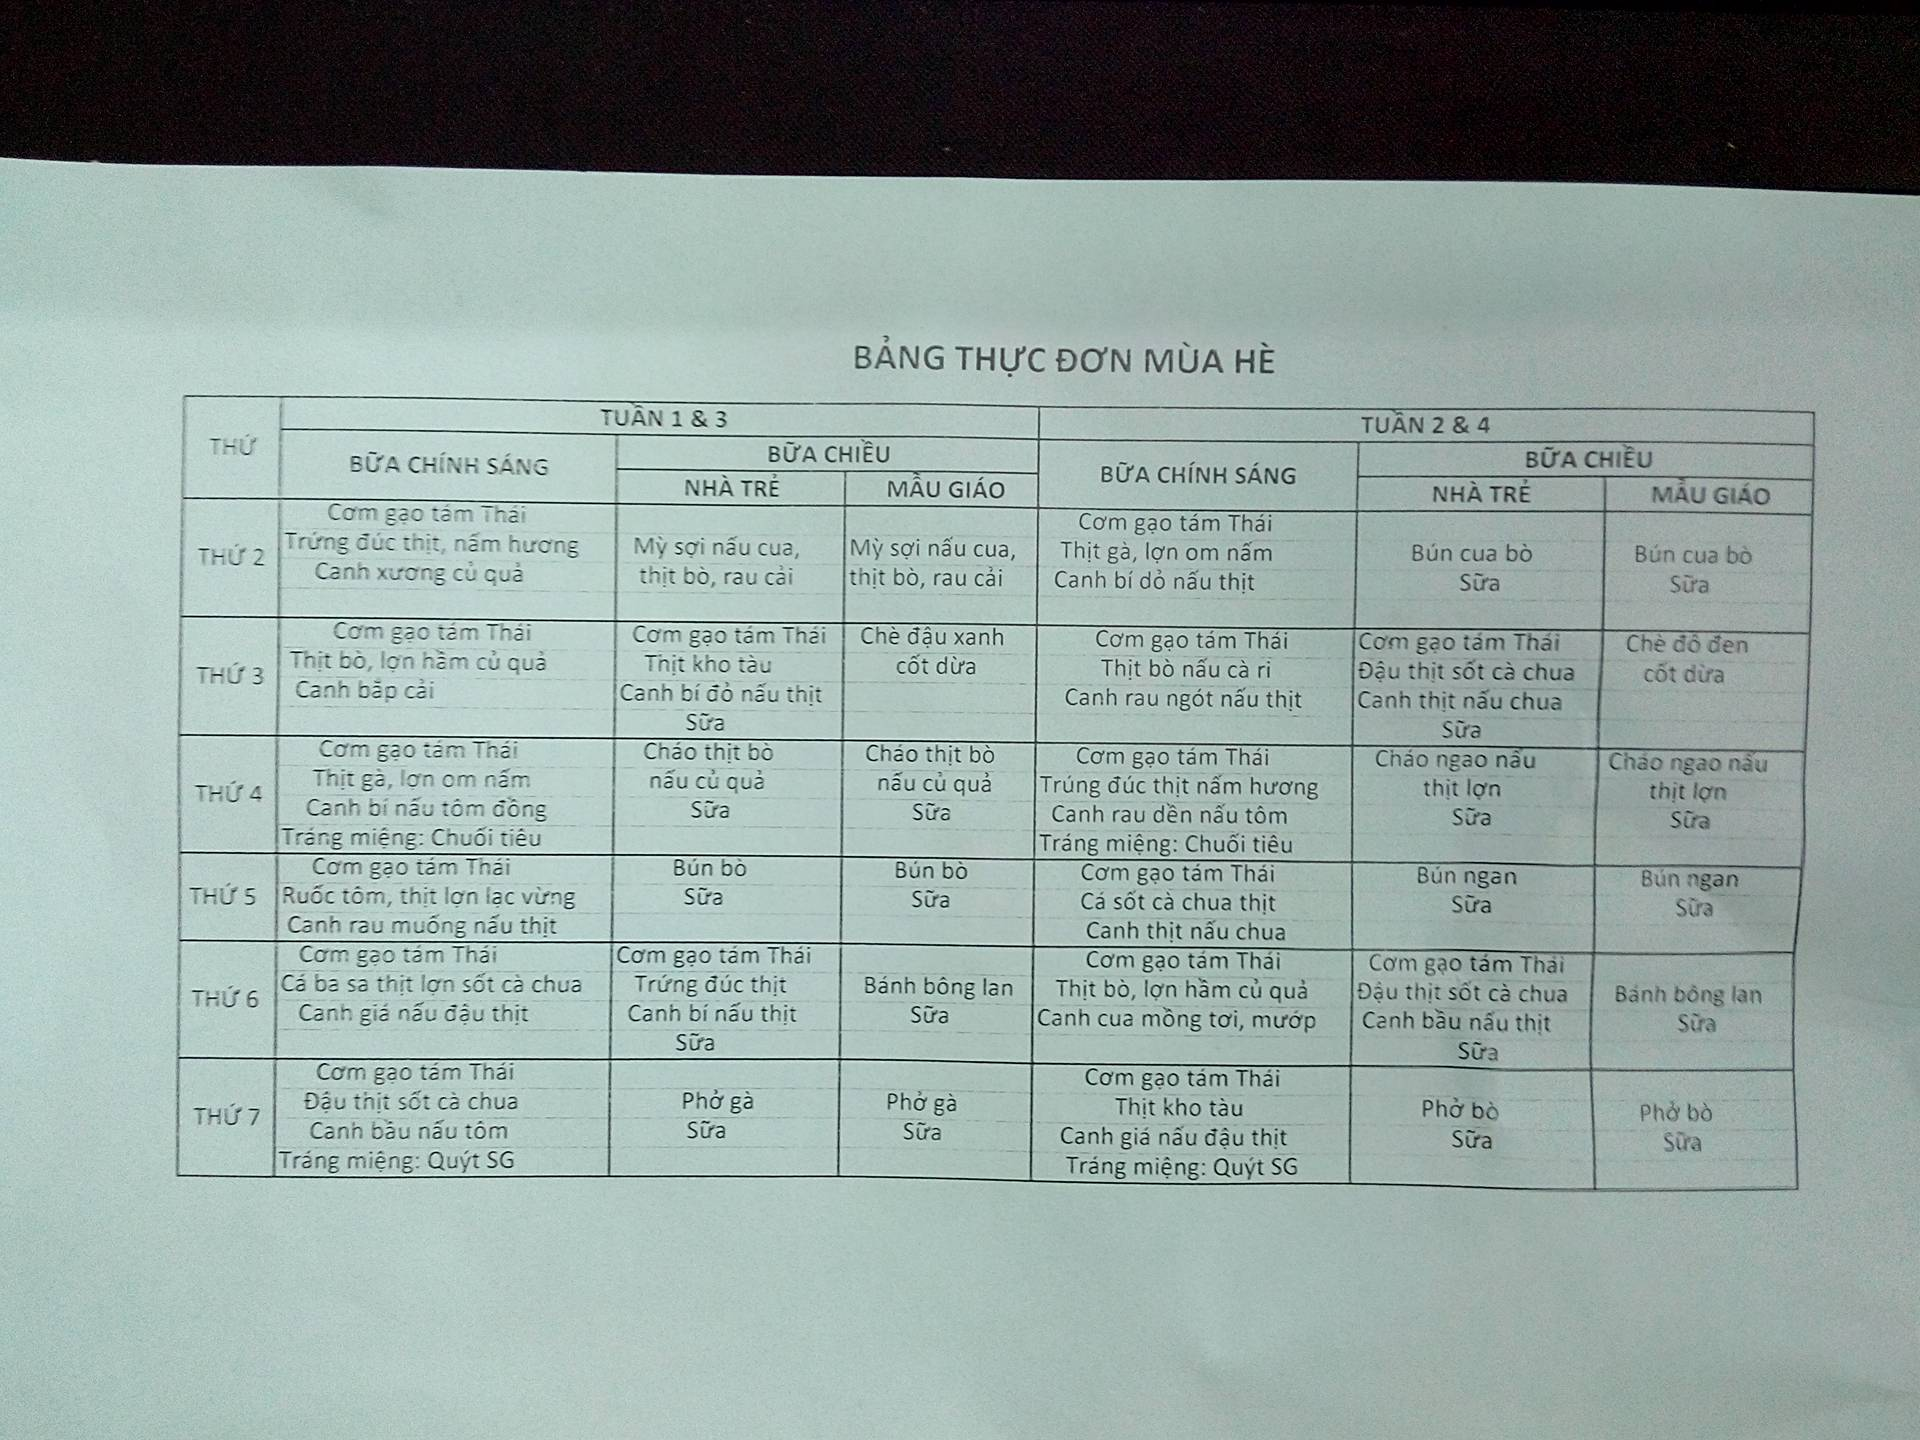 BẢNG THỰC ĐƠN MÙA HÈ
THỨ
TUẦN 1 & 3
TUẦN 2 & 4
BỮA CHÍNH SÁNG
BỮA CHIỀU
BỮA CHÍNH SÁNG
BỮA CHIỀU
NHÀ TRẺ
MẪU GIÁO
NHÀ TRẺ
MẪU GIÁO
THỨ 2
Cơm gạo tám Thái
Trứng đúc thịt, nấm hương
Canh xương củ quả
Mỳ sợi nấu cua,
thịt bò, rau cải
Mỳ sợi nấu cua,
thịt bò, rau cải
Cơm gạo tám Thái
Thịt gà, lợn om nấm
Canh bí dỏ nấu thịt
Bún cua bò
Sữa
Bún cua bò
Sữa
THỨ 3
Cơm gạo tám Thái
Thịt bò, lợn hầm củ quả
Canh bắp cải
Cơm gạo tám Thái
Thịt kho tàu
Canh bí đỏ nấu thịt
Sữa
Chè đậu xanh
cốt dừa
Cơm gạo tám Thái
Thịt bò nấu cà ri
Canh rau ngót nấu thịt
Cơm gạo tám Thái
Đậu thịt sốt cà chua
Canh thịt nấu chua
Sữa
Chè đỗ đen
cốt dừa
THỨ 4
Cơm gạo tám Thái
Thịt gà, lợn om nấm
Canh bí nấu tôm đồng
Tráng miệng: Chuối tiêu
Cháo thịt bò
nấu củ quả
Sữa
Cháo thịt bò
nấu củ quả
Sữa
Cơm gạo tám Thái
Trúng đúc thịt nấm hương
Canh rau dền nấu tôm
Tráng miệng: Chuối tiêu
Cháo ngao nấu
thịt lợn
Sữa
Cháo ngao nấu
thịt lợn
Sữa
THỨ 5
Cơm gạo tám Thái
Ruốc tôm, thịt lợn lạc vừng
Canh rau muống nấu thịt
Bún bò
Sữa
Bún bò
Sữa
Cơm gạo tám Thái
Cá sốt cà chua thịt
Canh thịt nấu chua
Bún ngan
Sữa
Bún ngan
Sữa
THỨ 6
Cơm gạo tám Thái
Cá ba sa thịt lợn sốt cà chua
Canh giá nấu đậu thịt
Cơm gạo tám Thái
Trứng đúc thịt
Canh bí nấu thịt
Sữa
Bánh bông lan
Sữa
Cơm gạo tám Thái
Thịt bò, lợn hầm củ quả
Canh cua mồng tơi, mướp
Cơm gạo tám Thái
Đậu thịt sốt cà chua
Canh bầu nấu thịt
Sữa
Bánh bông lan
Sữa
THỨ 7
Cơm gạo tám Thái
Đậu thịt sốt cà chua
Canh bầu nấu tôm
Tráng miệng: Quýt SG
Phở gà
Sữa
Phở gà
Sữa
Cơm gạo tám Thái
Thịt kho tàu
Canh giá nấu đậu thịt
Tráng miệng: Quýt SG
Phở bò
Sữa
Phở bò
Sữa